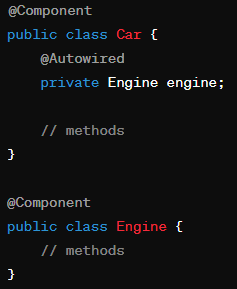 @Component
public class Car {
    @Autowired
    private Engine engine;

    // methods
}

@Component
public class Engine {
    // methods
}